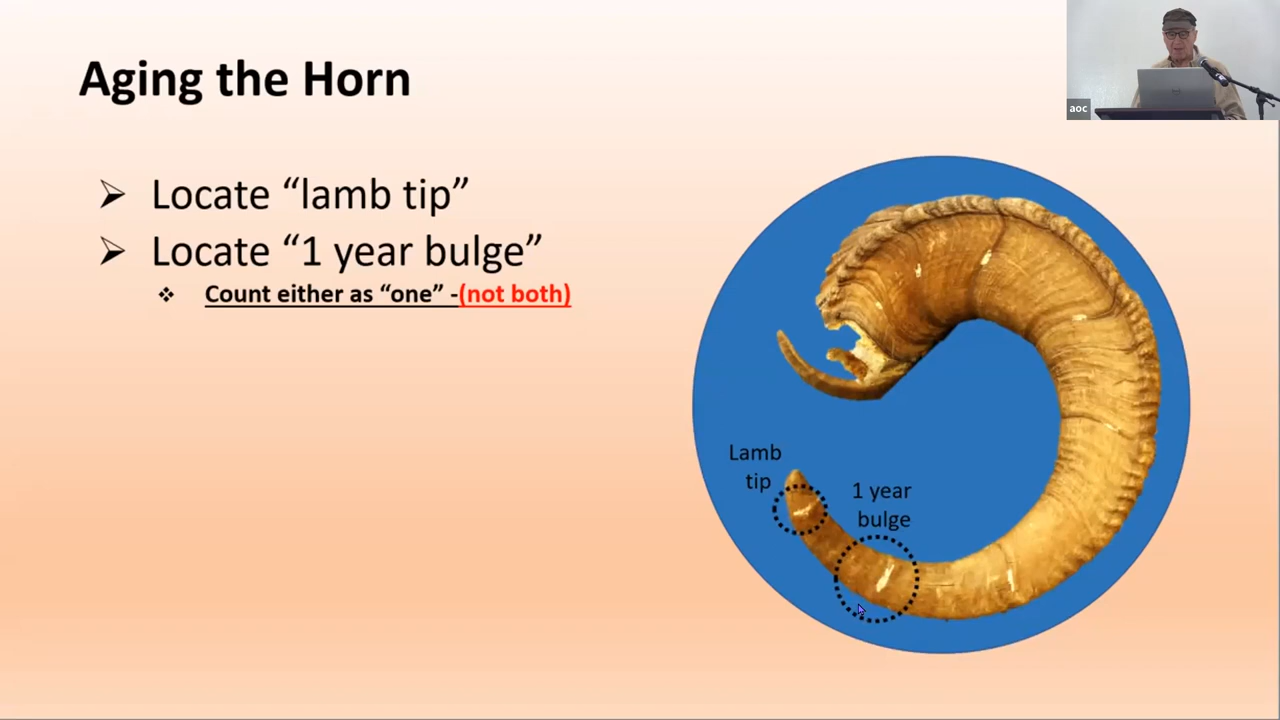 Aging the Horn
Locate “lamb tip”
Locate “1 year bulge”
Count either as “one” -(not both)
Lamb
tip
1 year
bulge
aoc